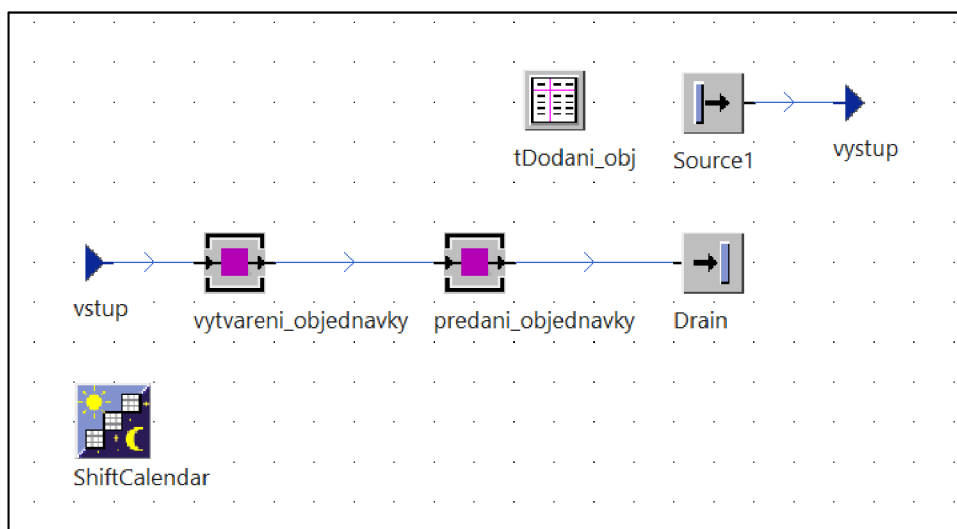 tDodani_obj
Source1
vystup
vstup
vytvareni_objednavky
predani_objednavky
Drain
ShiftCalendar